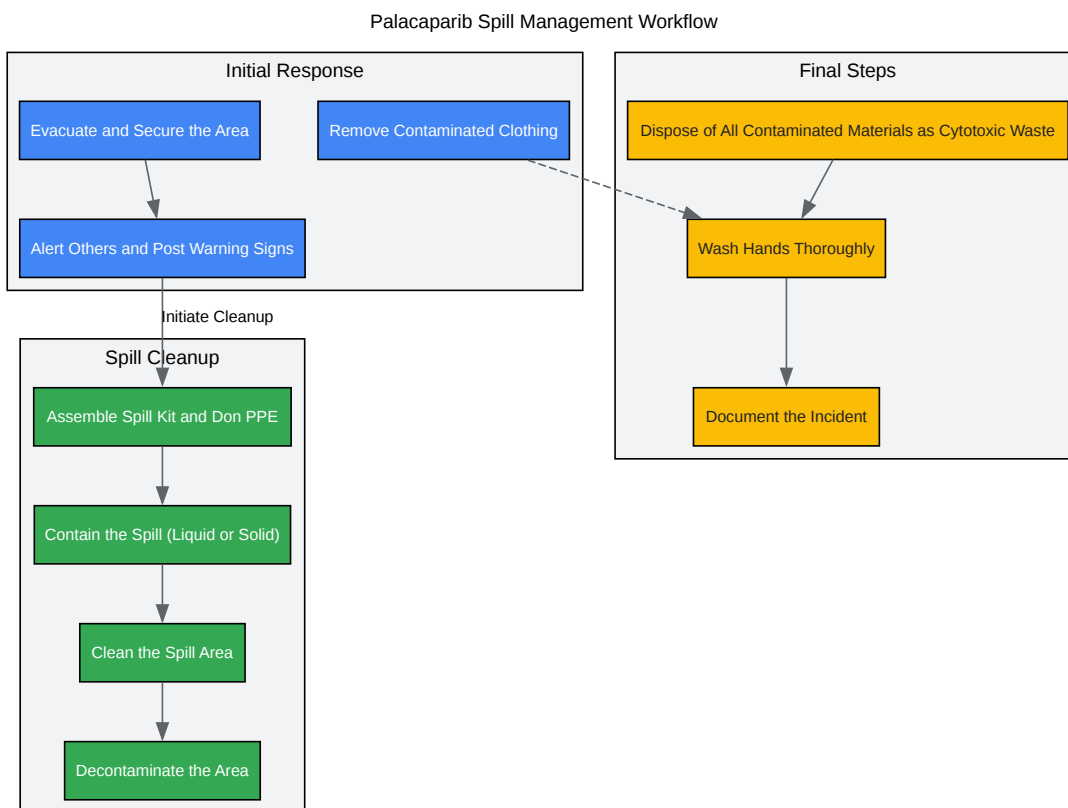 Palacaparib Spill Management Workflow
Initial Response
Evacuate and Secure the Area
Remove Contaminated Clothing
Alert Others and Post Warning Signs
Initiate Cleanup
Spill Cleanup
Assemble Spill Kit and Don PPE
Contain the Spill (Liquid or Solid)
Clean the Spill Area
Decontaminate the Area
Final Steps
Dispose of All Contaminated Materials as Cytotoxic Waste
Wash Hands Thoroughly
Document the Incident